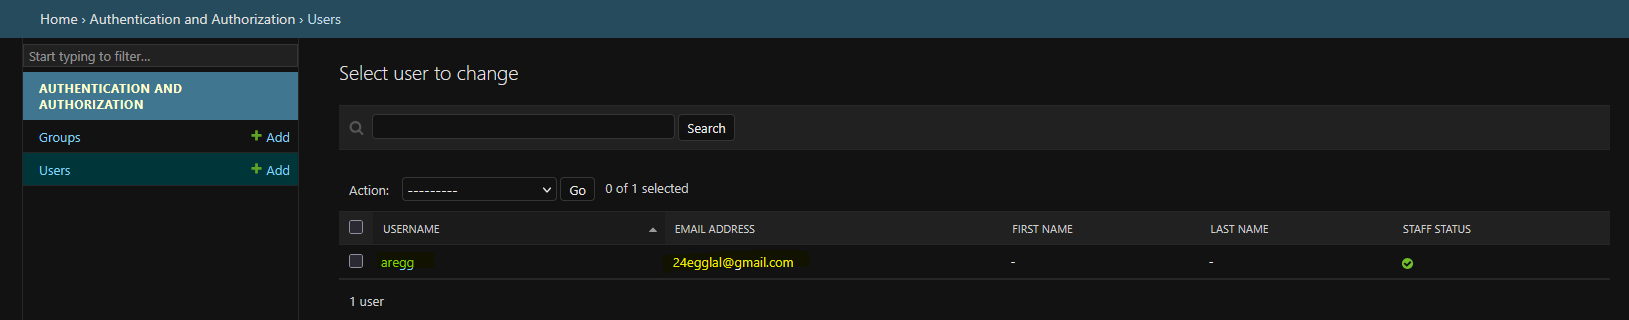 Home › Authentication and Authorization › Users
Start typing to filter...
AUTHENTICATION AND
AUTHORIZATION
Groups + Add
Users + Add
Select user to change
Search
Action: --------- Go 0 of 1 selected
USERNAME EMAIL ADDRESS FIRST NAME LAST NAME STAFF STATUS
aregg 24egglal@gmail.com - -
1 user